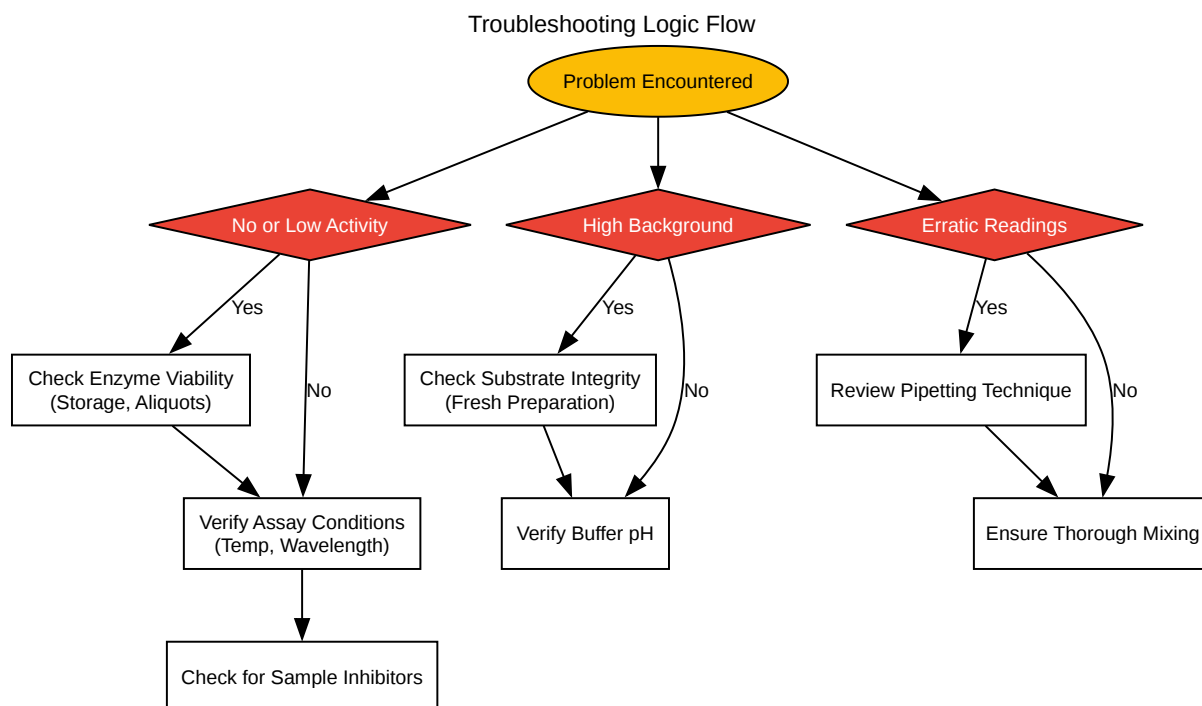 Troubleshooting Logic Flow
Problem Encountered
No or Low Activity
High Background
Erratic Readings
Yes
Yes
Yes
Check Enzyme Viability
(Storage, Aliquots)
No
Check Substrate Integrity
(Fresh Preparation)
No
Review Pipetting Technique
No
Verify Assay Conditions
(Temp, Wavelength)
Verify Buffer pH
Ensure Thorough Mixing
Check for Sample Inhibitors